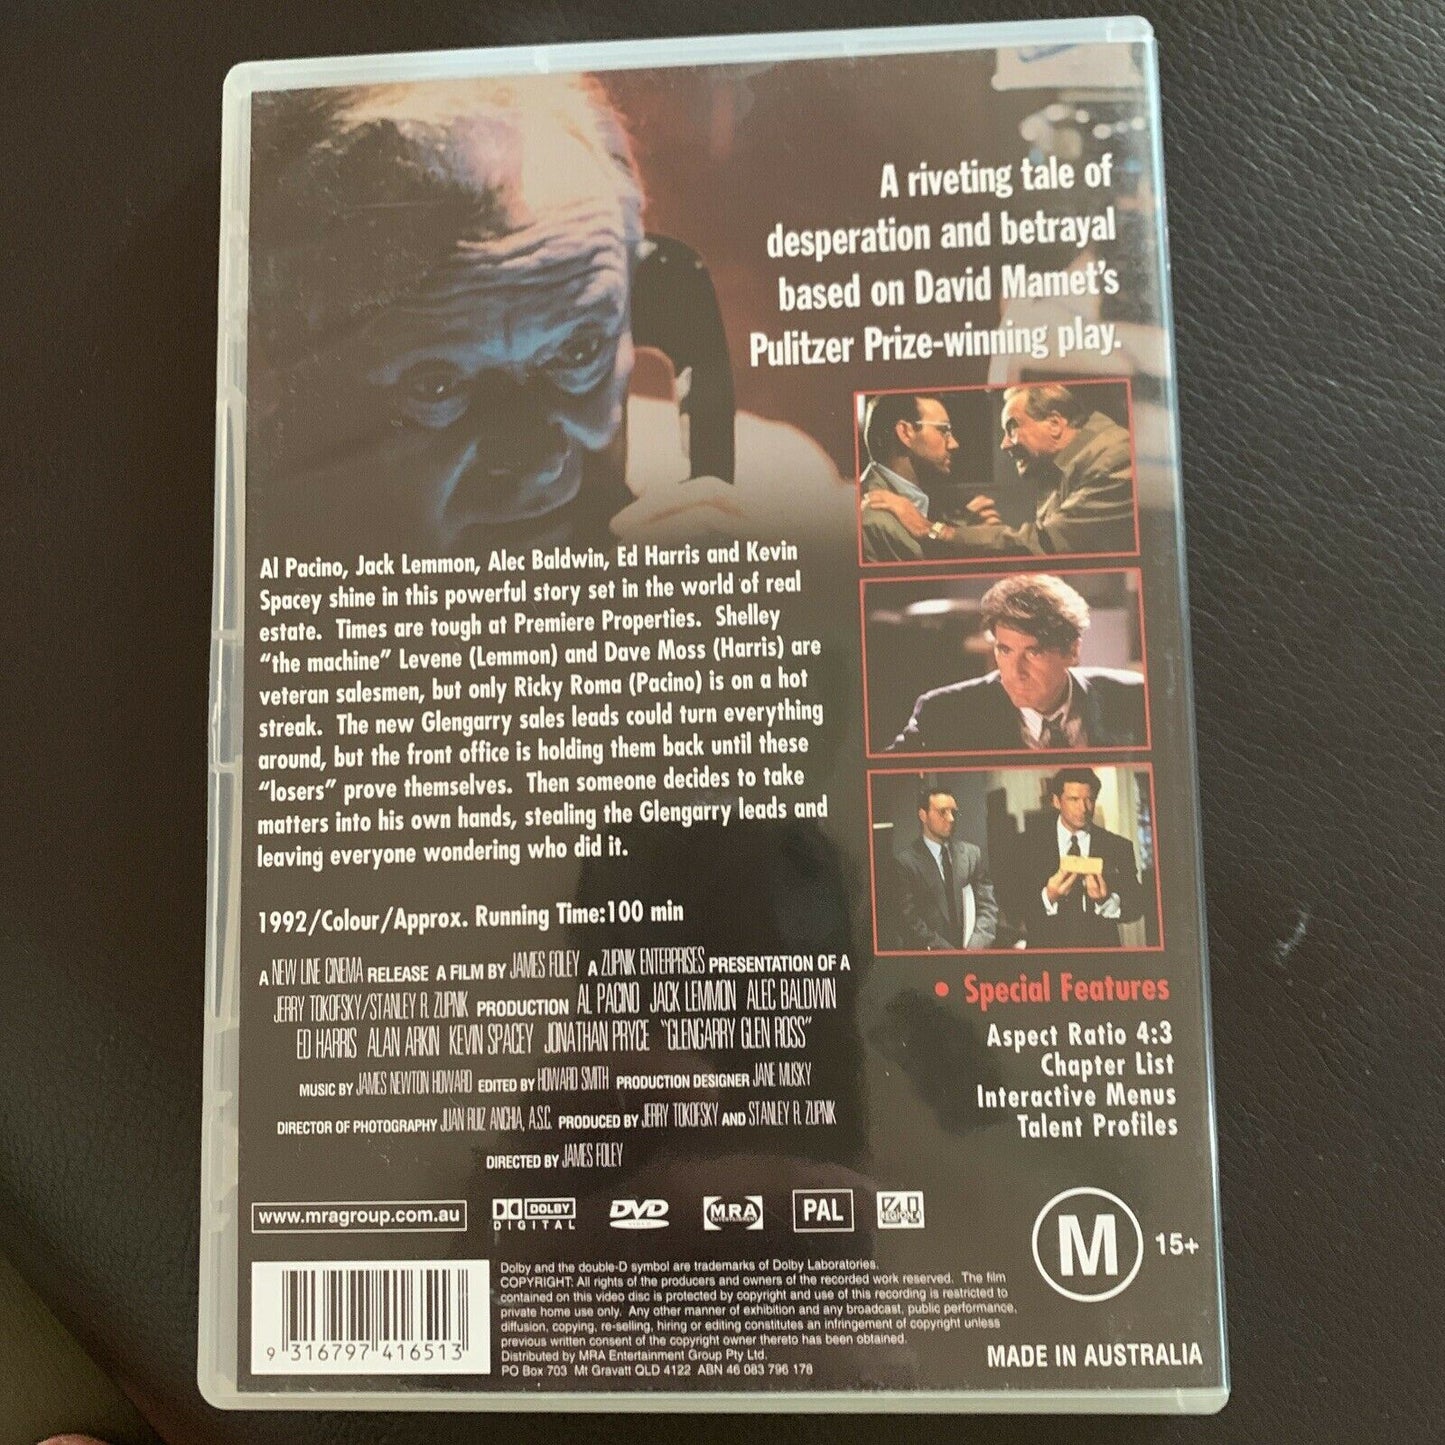 A riveting tale of
desperation and betrayal
based on David Mamet's
Pulitzer Prize-winning play.
Al Pacino, Jack Lemmon, Alec Baldwin, Ed Harris and Kevin
Spacey shine in this powerful story set in the world of real
estate. Times are tough at Premiere Properties. Shelley
"the machine" Levene (Lemmon) and Dave Moss (Harris) are
veteran salesmen, but only Ricky Roma (Pacino) is on a hot
streak. The new Glengarry sales leads could turn everything
around, but the front office is holding them back until these
"losers" prove themselves. Then someone decides to take
matters into his own hands, stealing the Glengarry leads and
leaving everyone wondering who did it.
1992/Colour/Approx. Running Time:100 min
A NEW LINE CINEMA RELEASE A FILM BY JAMES FOLEY A ZUPNIK ENTERPRISES PRESENTATION OF A
JERRY TOKOFSKY/STANLEY R. ZUPNIK PRODUCTION AL PACINO JACK LEMMON ALEC BALDWIN
ED HARRIS ALAN ARKIN KEVIN SPACEY JONATHAN PRYCE "GLENGARRY GLEN ROSS"
MUSIC BY JAMES NEWTON HOWARD EDITED BY HOWARD SMITH PRODUCTION DESIGNER JANE MUSKY
DIRECTOR OF PHOTOGRAPHY JUAN RUIZ ANCHIA, A.S.C. PRODUCED BY JERRY TOKOFSKY AND STANLEY R. ZUPNIK
DIRECTED BY JAMES FOLEY
• Special Features
Aspect Ratio 4:3
Chapter List
Interactive Menus
Talent Profiles
www.mragroup.com.au
DOLBY
DIGITAL
DVD
VIDEO
MRA
ENTERTAINMENT
PAL
REGION 4
M 15+
Dolby and the double-D symbol are trademarks of Dolby Laboratories.
COPYRIGHT: All rights of the producers and owners of the recorded work reserved. The film
contained on this video disc is protected by copyright and use of this recording is restricted to
private home use only. Any other manner of exhibition and any broadcast, public performance,
diffusion, copying, re-selling, hiring or editing constitutes an infringement of copyright unless
previous written consent of the copyright owner thereto has been obtained.
Distributed by MRA Entertainment Group Pty Ltd.
PO Box 703 Mt Gravatt QLD 4122 ABN 46 083 796 178
9 316797 416513
MADE IN AUSTRALIA